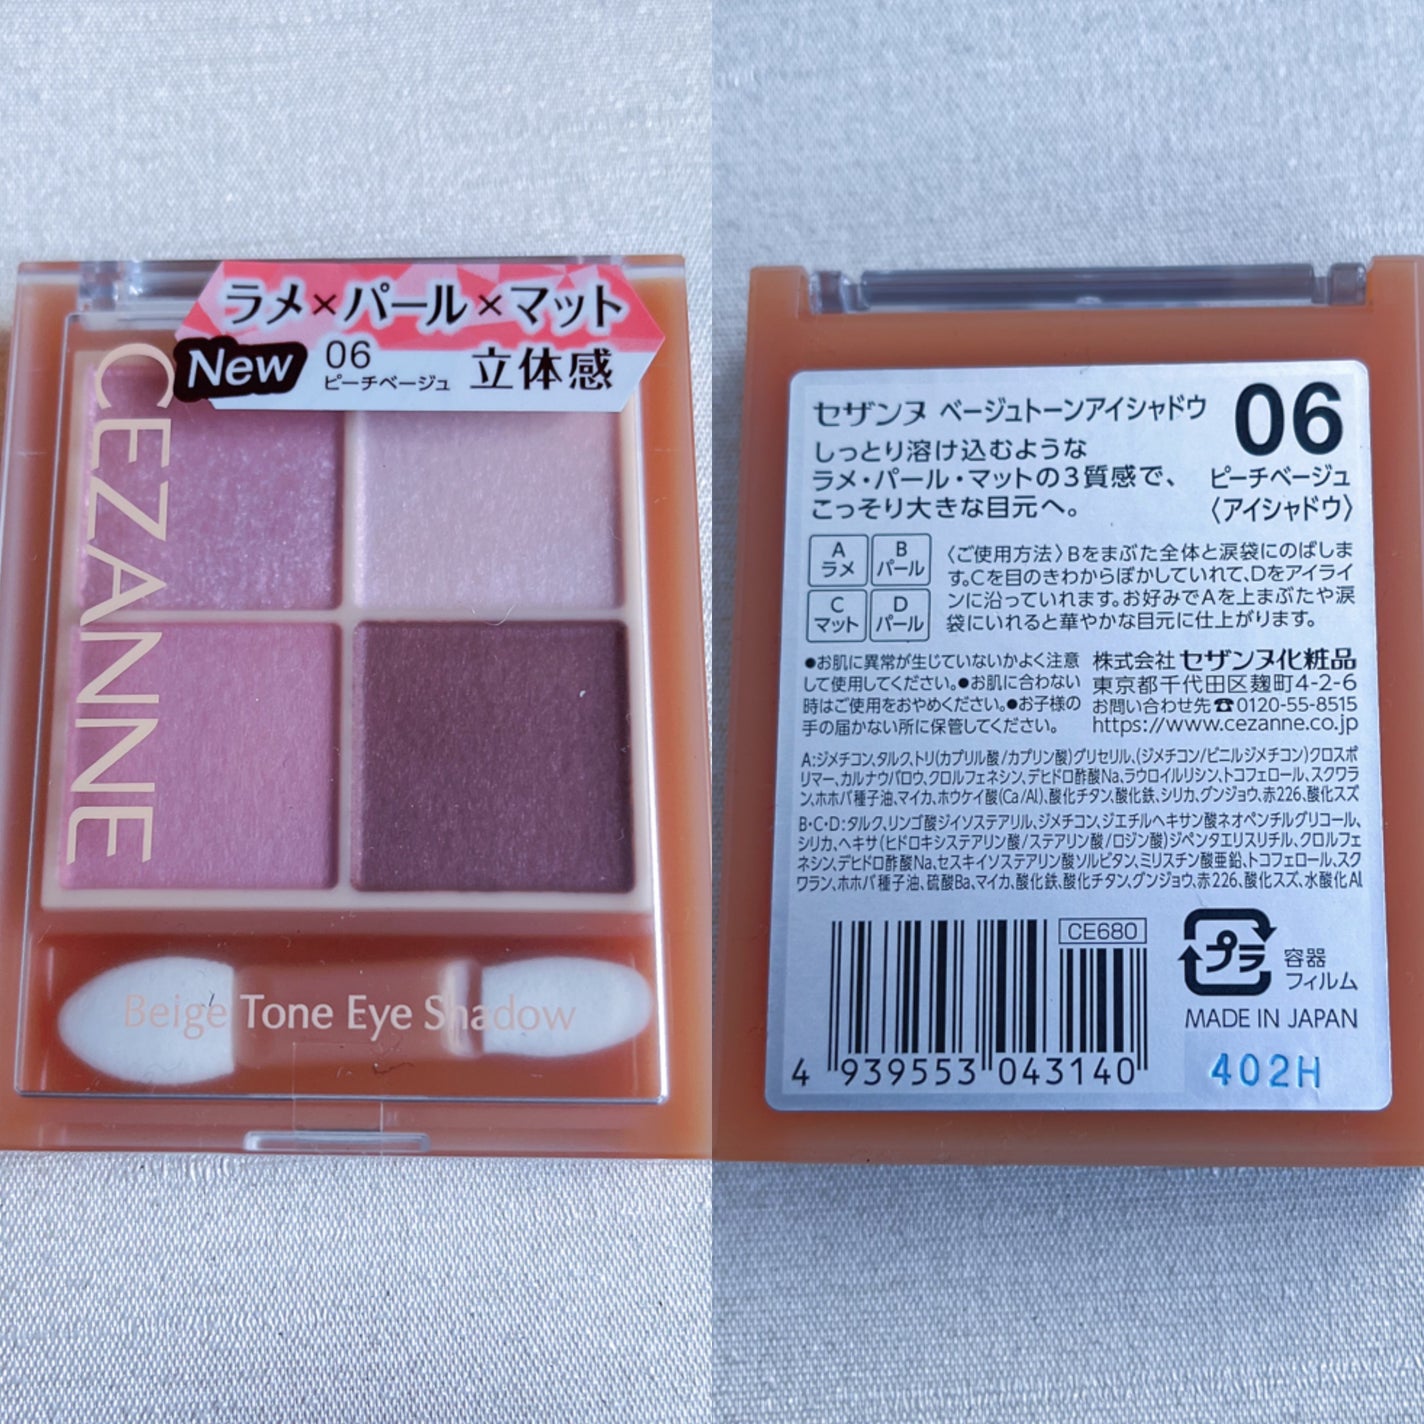 ラメ×パール×マット
New 06 立体感
ピーチベージュ
CEZANNE
Beige Tone Eye Shadow
セザンヌ ベージュトーンアイシャドウ 06
しっとり溶け込むような
ラメ・パール・マットの3質感で、 ピーチベージュ
こっそり大きな目元へ。 〈アイシャドウ〉
A ラメ
B パール
C マット
D パール
〈ご使用方法〉Bをまぶた全体と涙袋にのばしま
す。Cを目のきわからぼかしていれて、Dをアイライ
ンに沿っていれます。お好みでAを上まぶたや涙
袋にいれると華やかな目元に仕上がります。
●お肌に異常が生じていないかよく注意
して使用してください。●お肌に合わない
時はご使用をおやめください。●お子様の
手の届かない所に保管してください。
株式会社 セザンヌ化粧品
東京都千代田区麹町4-2-6
お問い合わせ先☎0120-55-8515
https://www.cezanne.co.jp
A:ジメチコン、タルク、トリ(カプリル酸/カプリン酸)グリセリル、(ジメチコン/ビニルジメチコン)クロスポ
リマー、カルナウバロウ、クロルフェネシン、デヒドロ酢酸Na、ラウロイルリシン、トコフェロール、スクワラ
ン、ホホバ種子油、マイカ、ホウケイ酸(Ca/Al)、酸化チタン、酸化鉄、シリカ、グンジョウ、赤226、酸化スズ
B・C・D:タルク、リンゴ酸ジイソステアリル、ジメチコン、ジエチルヘキサン酸ネオペンチルグリコール、
シリカ、ヘキサ(ヒドロキシステアリン酸/ステアリン酸/ロジン酸)ジペンタエリスリチル、クロルフェ
ネシン、デヒドロ酢酸Na、セスキイソステアリン酸ソルビタン、ミリスチン酸亜鉛、トコフェロール、スク
ワラン、ホホバ種子油、硫酸Ba、マイカ、酸化鉄、酸化チタン、グンジョウ、赤226、酸化スズ、水酸化Al
CE680
プラ
容器
フィルム
MADE IN JAPAN
4 939553 043140
402H